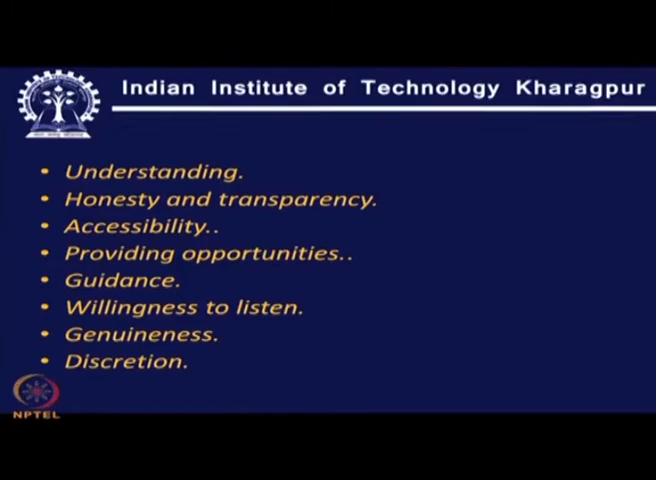 Indian Institute of Technology Kharagpur
• Understanding.
• Honesty and transparency.
• Accessibility..
• Providing opportunities..
• Guidance.
• Willingness to listen.
• Genuineness.
• Discretion.
NPTEL